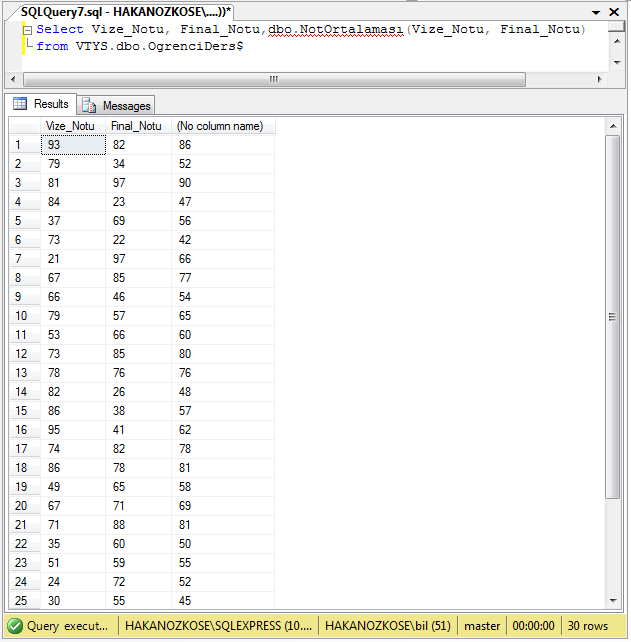 SQLQuery7.sql - HAKANOZKOSE\....))*
Select Vize_Notu, Final_Notu,dbo.NotOrtalaması(Vize_Notu, Final_Notu)
from VTYS.dbo.OgrenciDers$
Results Messages
Vize_Notu Final_Notu (No column name)
1 93 82 86
2 79 34 52
3 81 97 90
4 84 23 47
5 37 69 56
6 73 22 42
7 21 97 66
8 67 85 77
9 66 46 54
10 79 57 65
11 53 66 60
12 73 85 80
13 78 76 76
14 82 26 48
15 86 38 57
16 95 41 62
17 74 82 78
18 86 78 81
19 49 65 58
20 67 71 69
21 71 88 81
22 35 60 50
23 51 59 55
24 24 72 52
25 30 55 45
Query execut... HAKANOZKOSE\SQLEXPRESS (10.... HAKANOZKOSE\bil (51) master 00:00:00 30 rows